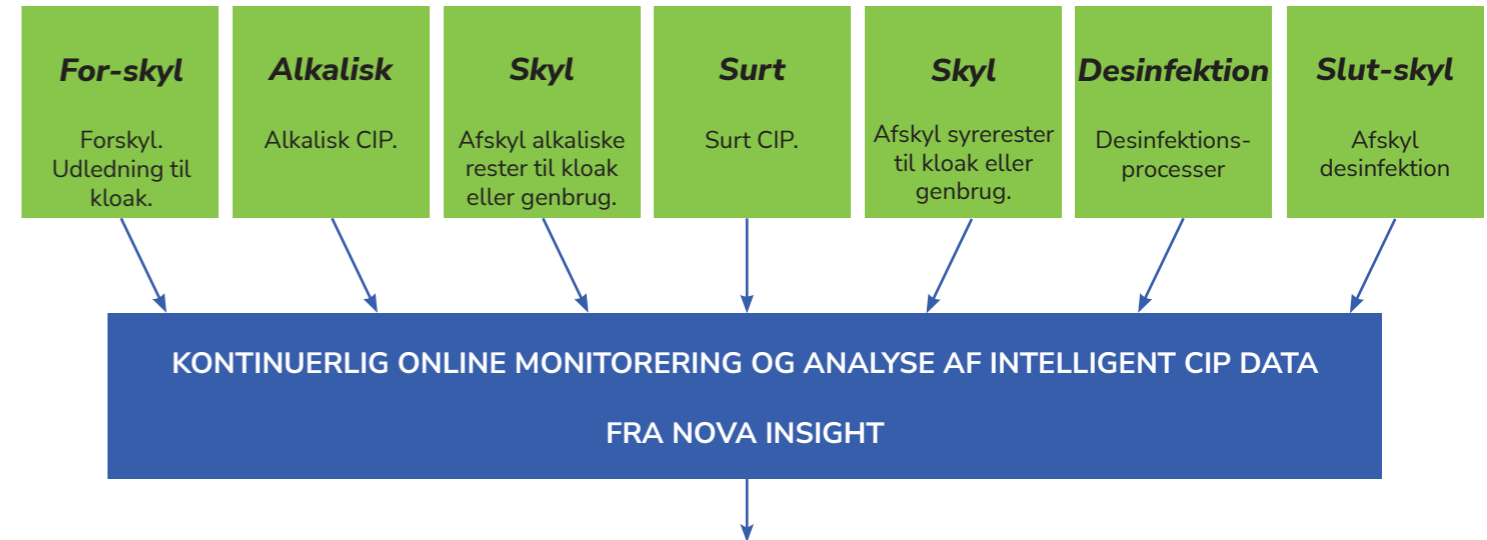 For-skyl
Forskyl.
Udledning til
kloak.
Alkalisk
Alkalisk CIP.
Skyl
Afskyl alkaliske
rester til kloak
eller genbrug.
Surt
Surt CIP.
Skyl
Afskyl syrerester
til kloak eller
genbrug.
Desinfektion
Desinfektions-
processer
Slut-skyl
Afskyl
desinfektion
KONTINUERLIG ONLINE MONITORERING OG ANALYSE AF INTELLIGENT CIP DATA
FRA NOVA INSIGHT